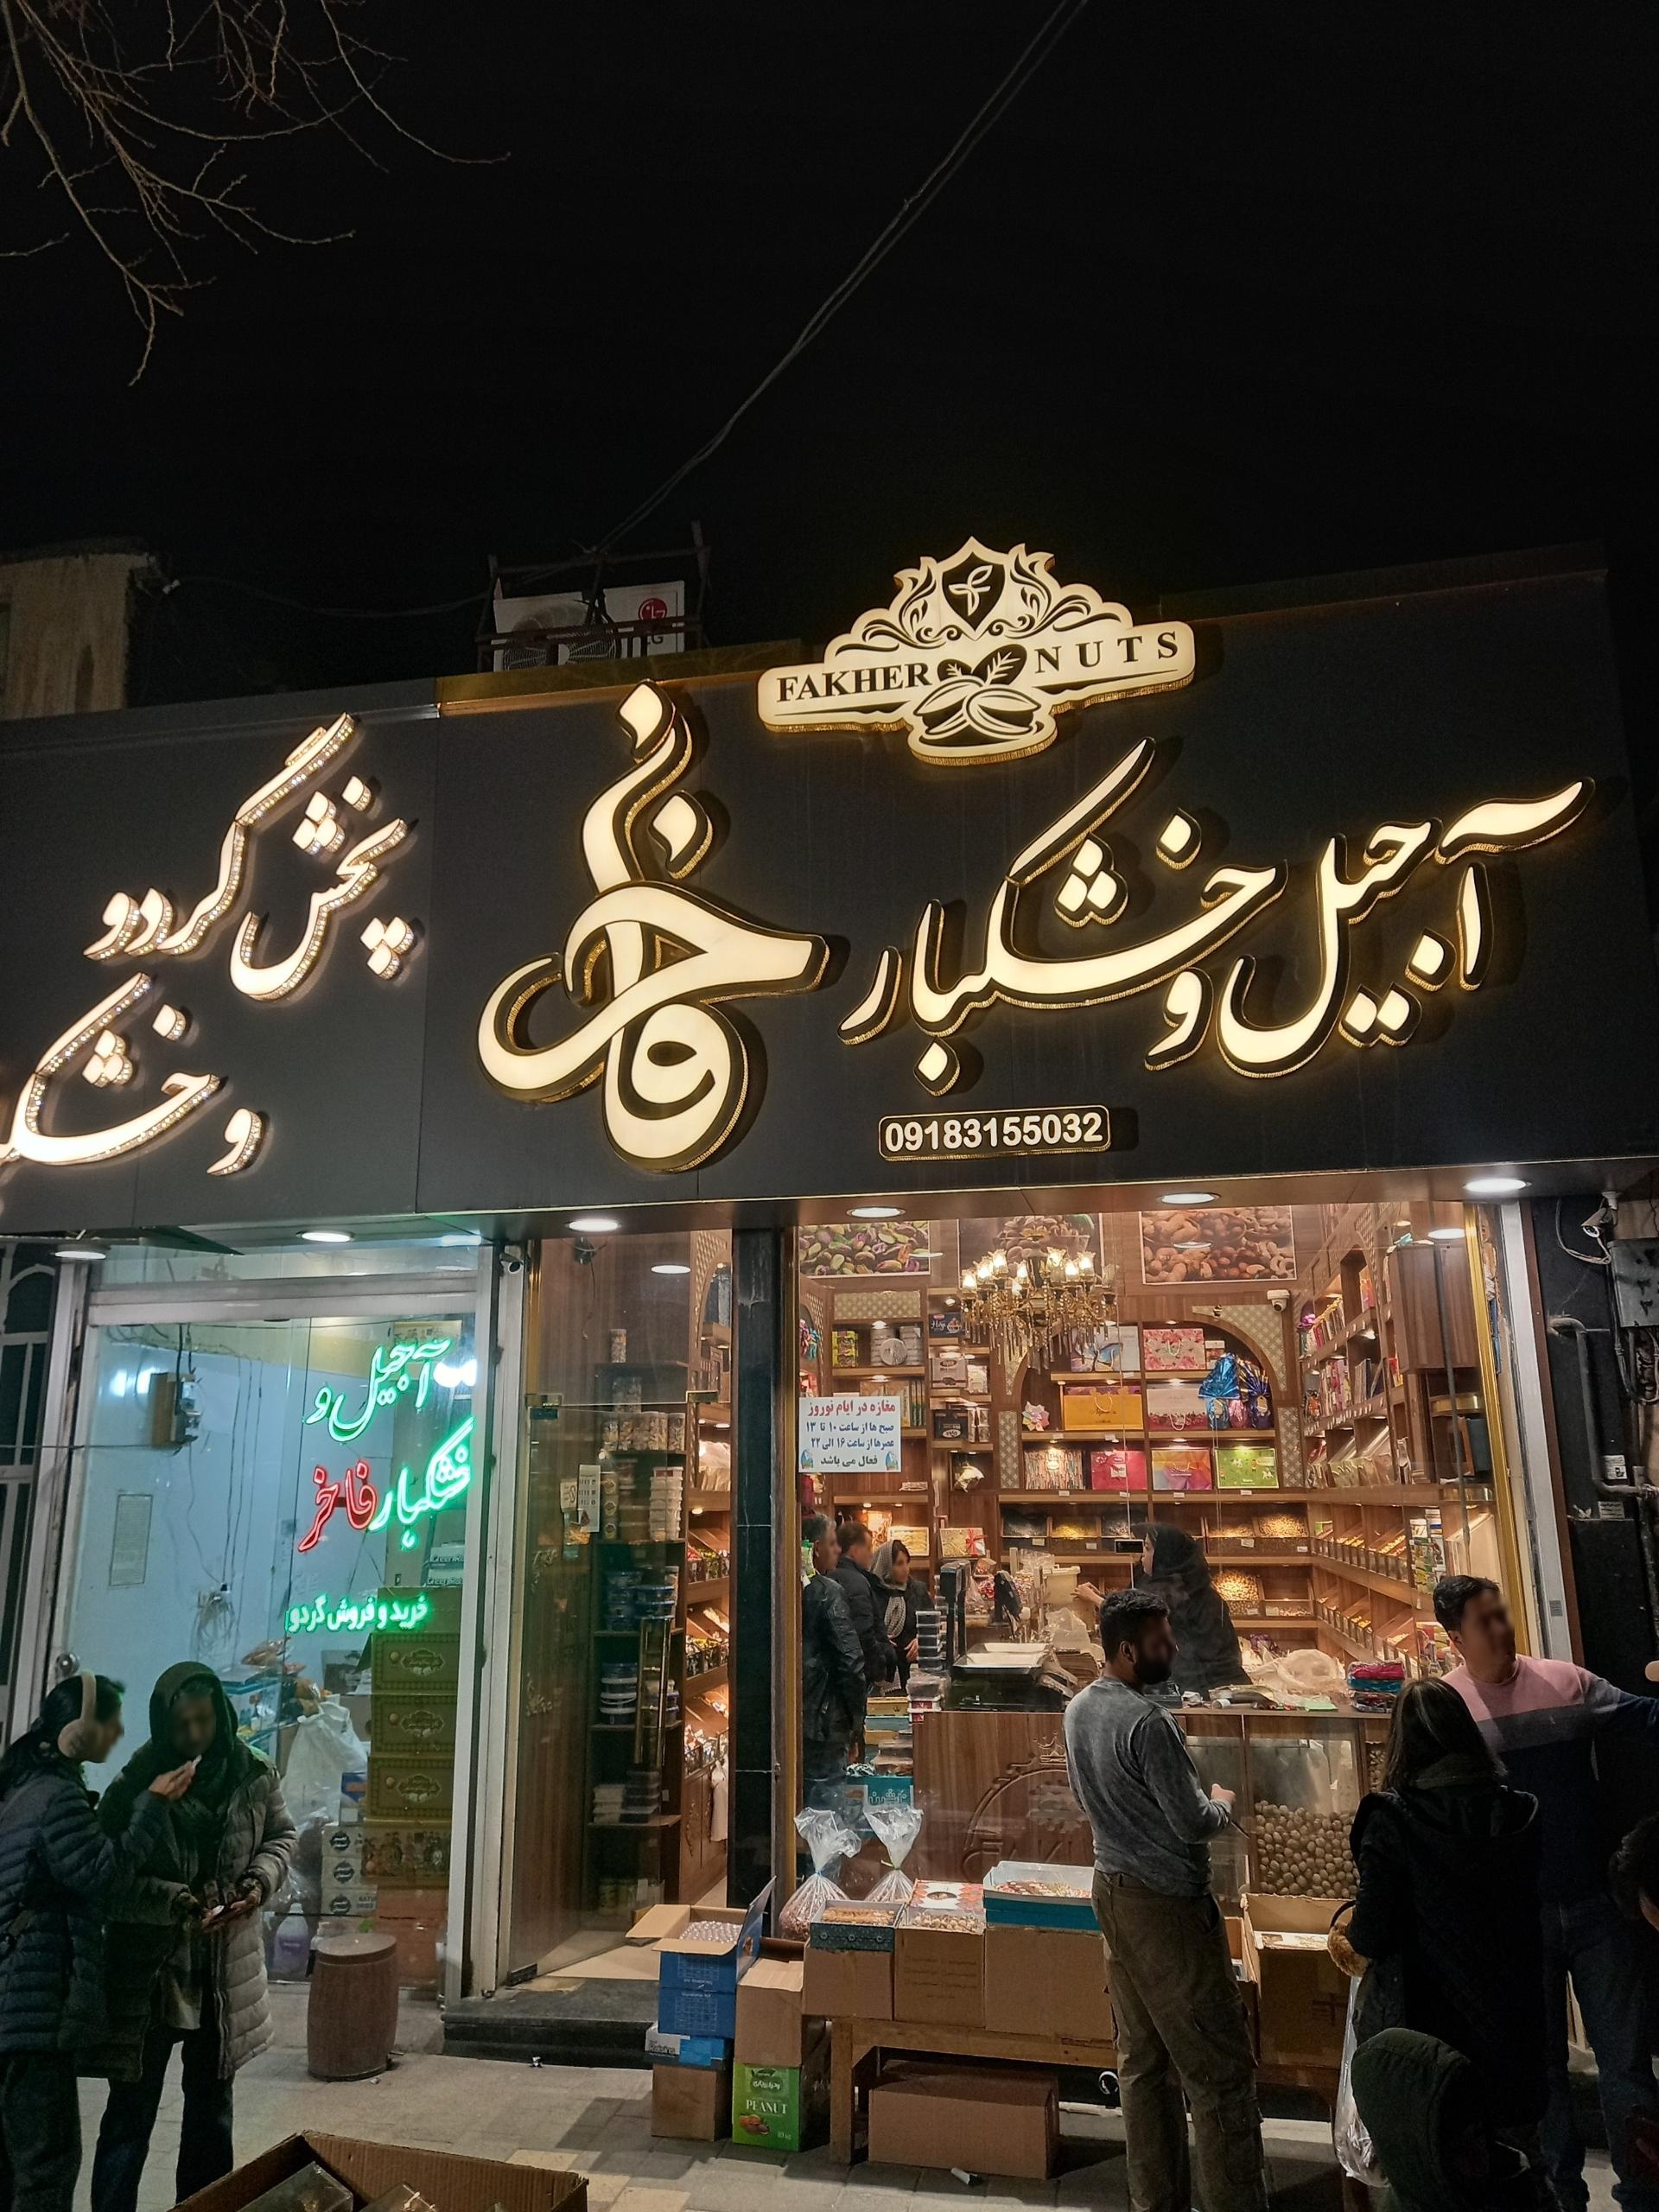 FAKHER NUTS
آجیل و خشکبار
فاخر
09183155032
پخش گردو
و خشک
آجیل و
خشکبار فاخر
خرید و فروش گردو
مغازه در ایام نوروز
صبح ها از ساعت ۱۰ تا ۱۳
عصرها از ساعت ۱۶ الی ۲۲
فعال می باشد
LG
PEANUT